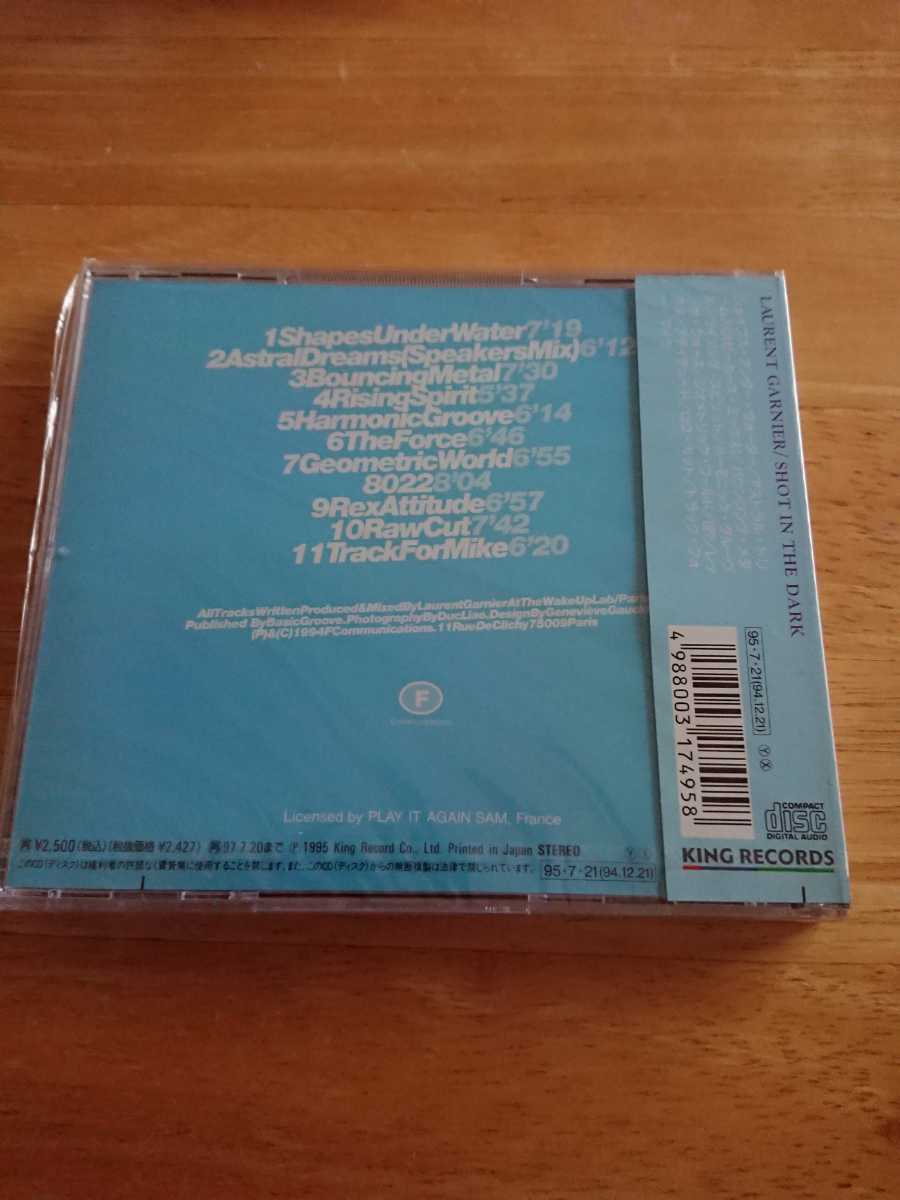 1ShapesUnderWater7'19
2AstralDreams(SpeakersMix)6'12
3BouncingMetal7'30
4RisingSpirit5'37
5HarmonicGroove6'14
6TheForce6'46
7GeometricWorld6'55
80228'04
9RexAttitude6'57
10RawCut7'42
11TrackForMike6'20
AllTracksWrittenProduced&MixedByLaurentGarnierAtTheWakeUpLab/Paris
Published ByBasicGroove.PhotographyByDucLiao.DesignByGenevièveGauck
(P)&(C)1994FCommunications.11RueDeClichy75009Paris
F
Licensed by PLAY IT AGAIN SAM, France
再 ¥2,500(税込)(税抜価格 ¥2,427) 再97.7.20まで Ⓟ 1995 King Record Co., Ltd. Printed in Japan STEREO
95・7・21(94.12.21)
LAURENT GARNIER/SHOT IN THE DARK
95・7・21(94.12.21)
Ⓨ Ⓧ
4 988003 174958
COMPACT
disc
DIGITAL AUDIO
KING RECORDS